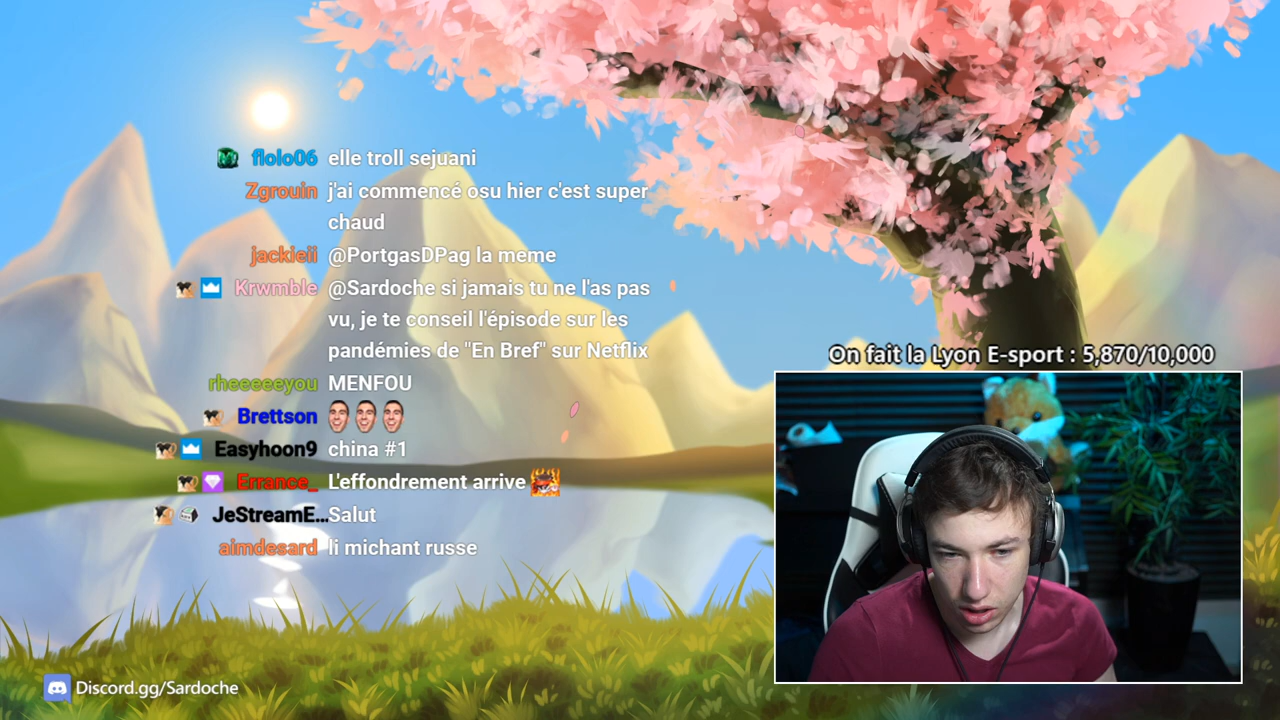 flolo06 elle troll sejuani
Zgrouin j'ai commencé osu hier c'est super
chaud
jackieii @PortgasDPag la meme
Krwmble @Sardoche si jamais tu ne l'as pas
vu, je te conseil l'épisode sur les
pandémies de "En Bref" sur Netflix
On fait la Lyon E-sport : 5,870/10,000
rheeeeeyou MENFOU
Brettson
Easyhoon9 china #1
Errance_ L'effondrement arrive
JeStreamE... Salut
aimdesard li michant russe
Discord.gg/Sardoche